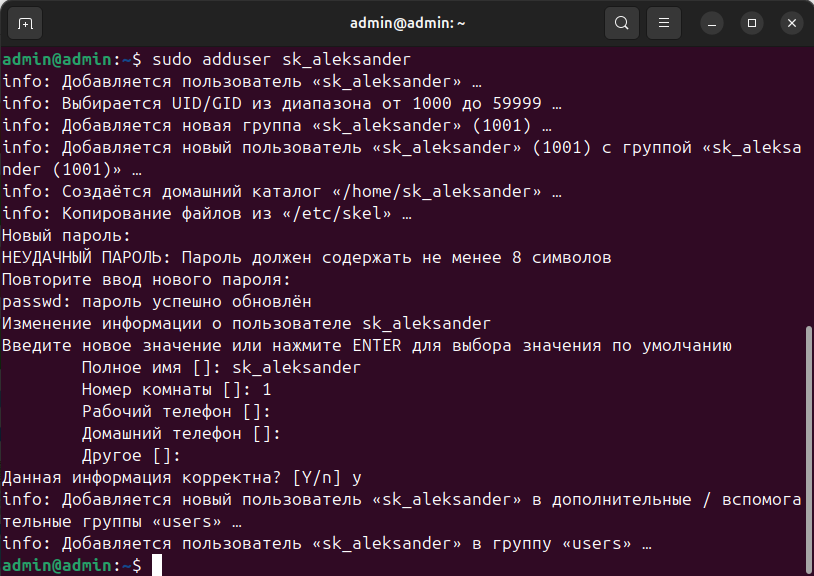 admin@admin: ~
admin@admin:~$ sudo adduser sk_aleksander
info: Добавляется пользователь «sk_aleksander» …
info: Выбирается UID/GID из диапазона от 1000 до 59999 …
info: Добавляется новая группа «sk_aleksander» (1001) …
info: Добавляется новый пользователь «sk_aleksander» (1001) с группой «sk_aleksa
nder (1001)» …
info: Создаётся домашний каталог «/home/sk_aleksander» …
info: Копирование файлов из «/etc/skel» …
Новый пароль:
НЕУДАЧНЫЙ ПАРОЛЬ: Пароль должен содержать не менее 8 символов
Повторите ввод нового пароля:
passwd: пароль успешно обновлён
Изменение информации о пользователе sk_aleksander
Введите новое значение или нажмите ENTER для выбора значения по умолчанию
Полное имя []: sk_aleksander
Номер комнаты []: 1
Рабочий телефон []:
Домашний телефон []:
Другое []:
Данная информация корректна? [Y/n] y
info: Добавляется новый пользователь «sk_aleksander» в дополнительные / вспомога
тельные группы «users» …
info: Добавляется пользователь «sk_aleksander» в группу «users» …
admin@admin:~$